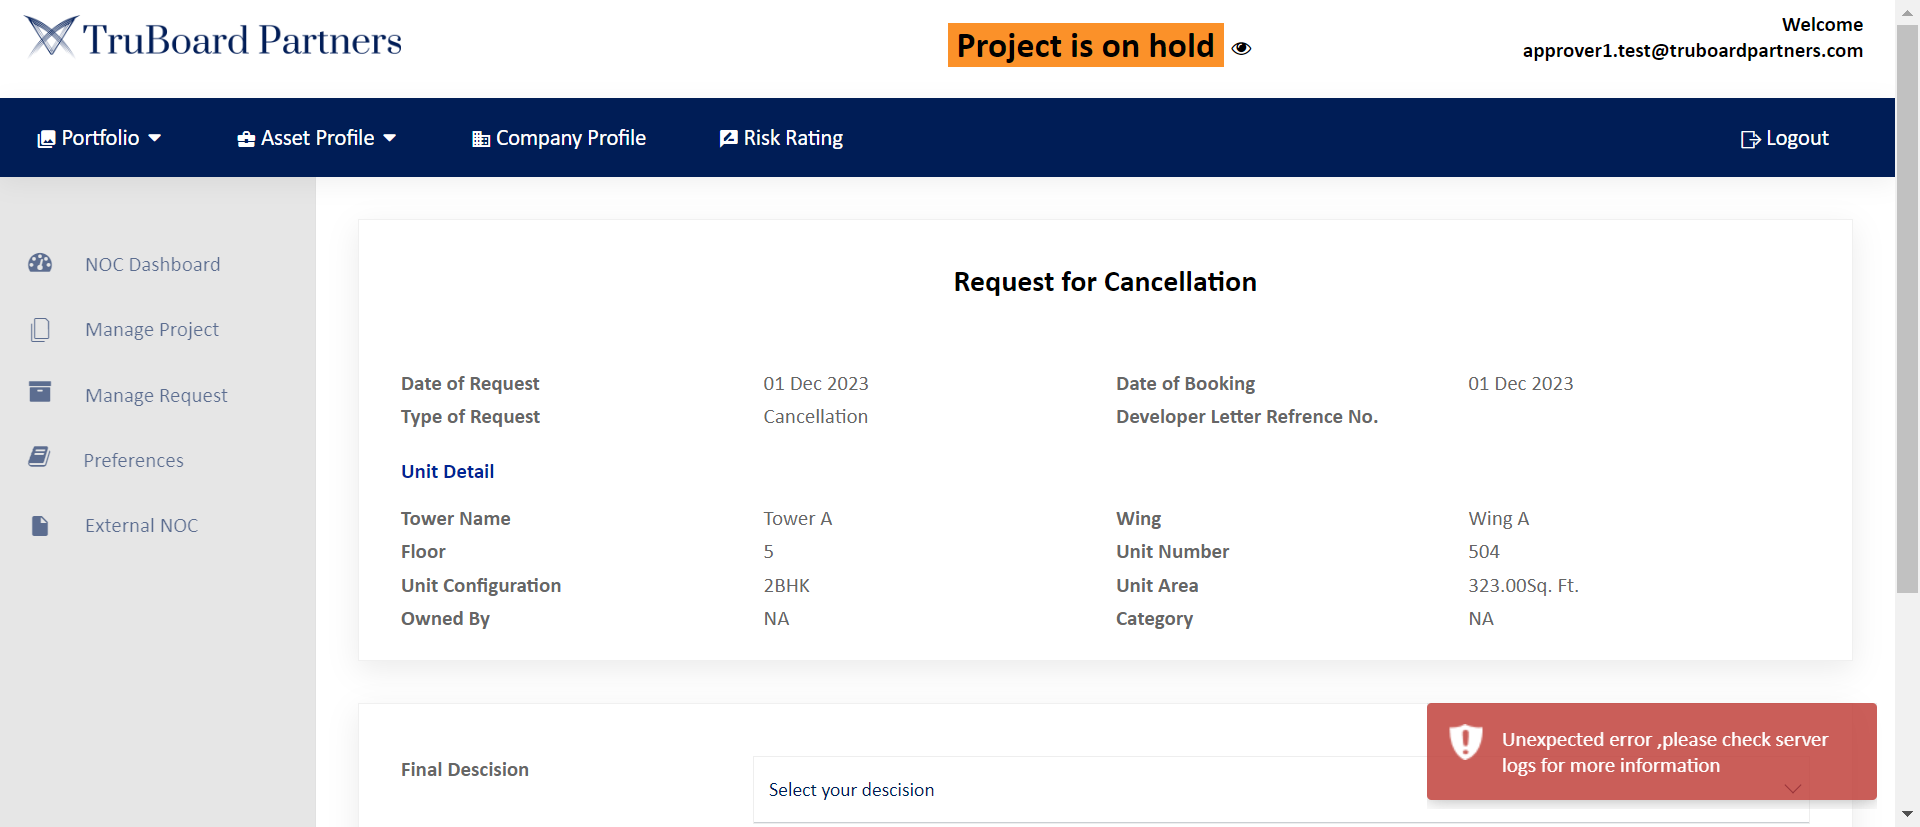 TruBoard Partners
Project is on hold
Welcome
approver1.test@truboardpartners.com
Portfolio
Asset Profile
Company Profile
Risk Rating
Logout
NOC Dashboard
Manage Project
Manage Request
Preferences
External NOC
Request for Cancellation
Date of Request 01 Dec 2023 Date of Booking 01 Dec 2023
Type of Request Cancellation Developer Letter Refrence No.
Unit Detail
Tower Name Tower A Wing Wing A
Floor 5 Unit Number 504
Unit Configuration 2BHK Unit Area 323.00Sq. Ft.
Owned By NA Category NA
Final Descision
Select your descision
Unexpected error ,please check server
logs for more information